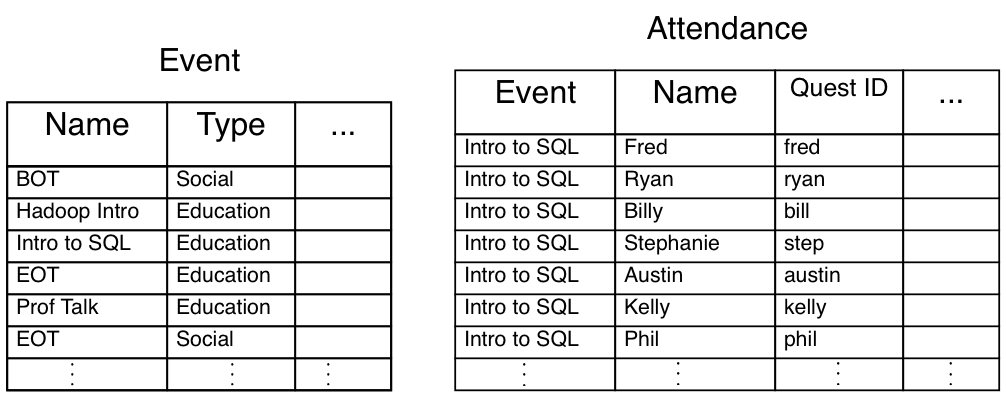 Event
Name Type ...
BOT Social
Hadoop Intro Education
Intro to SQL Education
EOT Education
Prof Talk Education
EOT Social
⋮ ⋮ ⋮
Attendance
Event Name Quest ID ...
Intro to SQL Fred fred
Intro to SQL Ryan ryan
Intro to SQL Billy bill
Intro to SQL Stephanie step
Intro to SQL Austin austin
Intro to SQL Kelly kelly
Intro to SQL Phil phil
⋮ ⋮ ⋮ ⋮